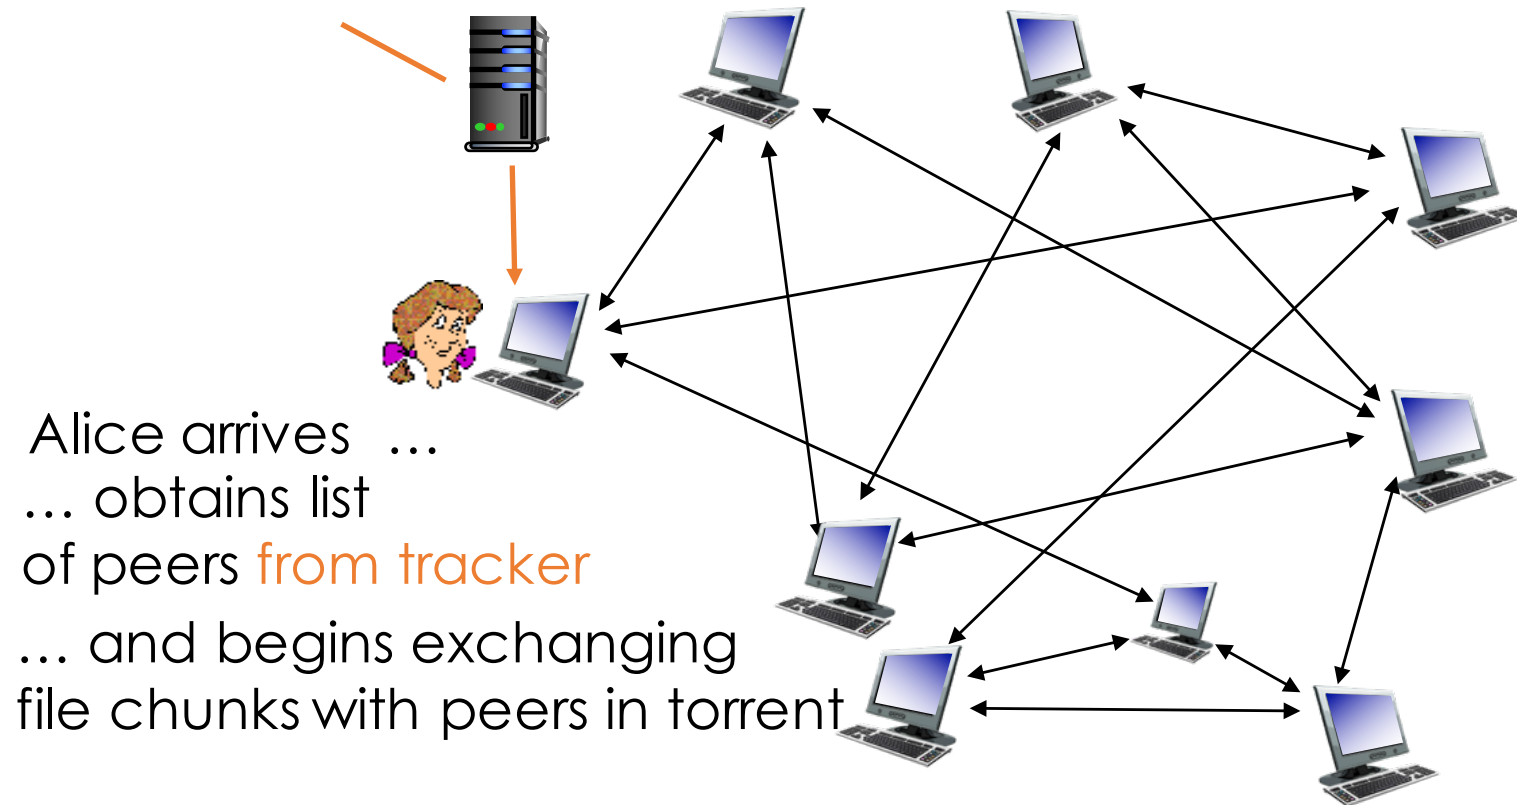 Alice arrives …
… obtains list
of peers from tracker
… and begins exchanging
file chunks with peers in torrent